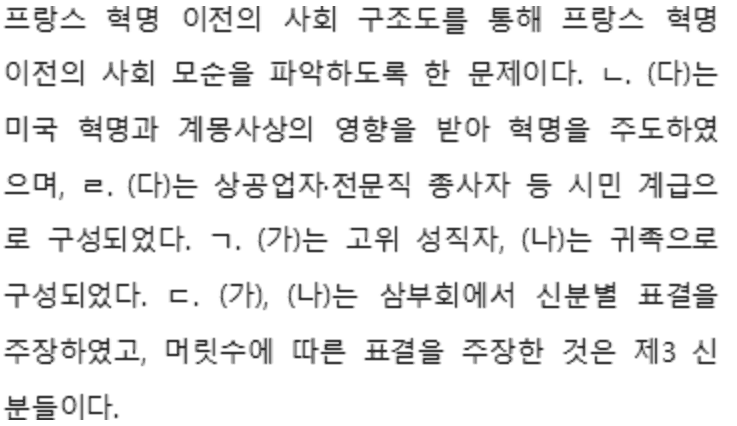 프랑스 혁명 이전의 사회 구조도를 통해 프랑스 혁명
이전의 사회 모순을 파악하도록 한 문제이다. ㄴ. (다)는
미국 혁명과 계몽사상의 영향을 받아 혁명을 주도하였
으며, ㄹ. (다)는 상공업자·전문직 종사자 등 시민 계급으
로 구성되었다. ㄱ. (가)는 고위 성직자, (나)는 귀족으로
구성되었다. ㄷ. (가), (나)는 삼부회에서 신분별 표결을
주장하였고, 머릿수에 따른 표결을 주장한 것은 제3 신
분들이다.